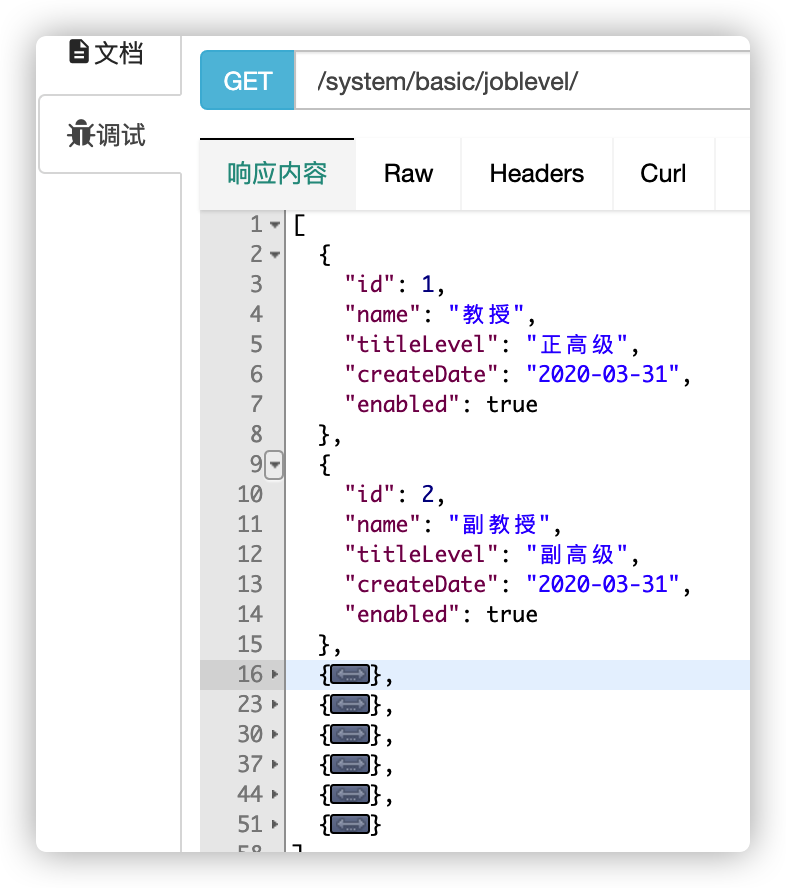 文档
调试
GET /system/basic/joblevel/
响应内容 Raw Headers Curl
1 [
2 {
3 "id": 1,
4 "name": "教授",
5 "titleLevel": "正高级",
6 "createDate": "2020-03-31",
7 "enabled": true
8 },
9 {
10 "id": 2,
11 "name": "副教授",
12 "titleLevel": "副高级",
13 "createDate": "2020-03-31",
14 "enabled": true
15 },
16 {↔},
23 {↔},
30 {↔},
37 {↔},
44 {↔},
51 {↔}
58 ]